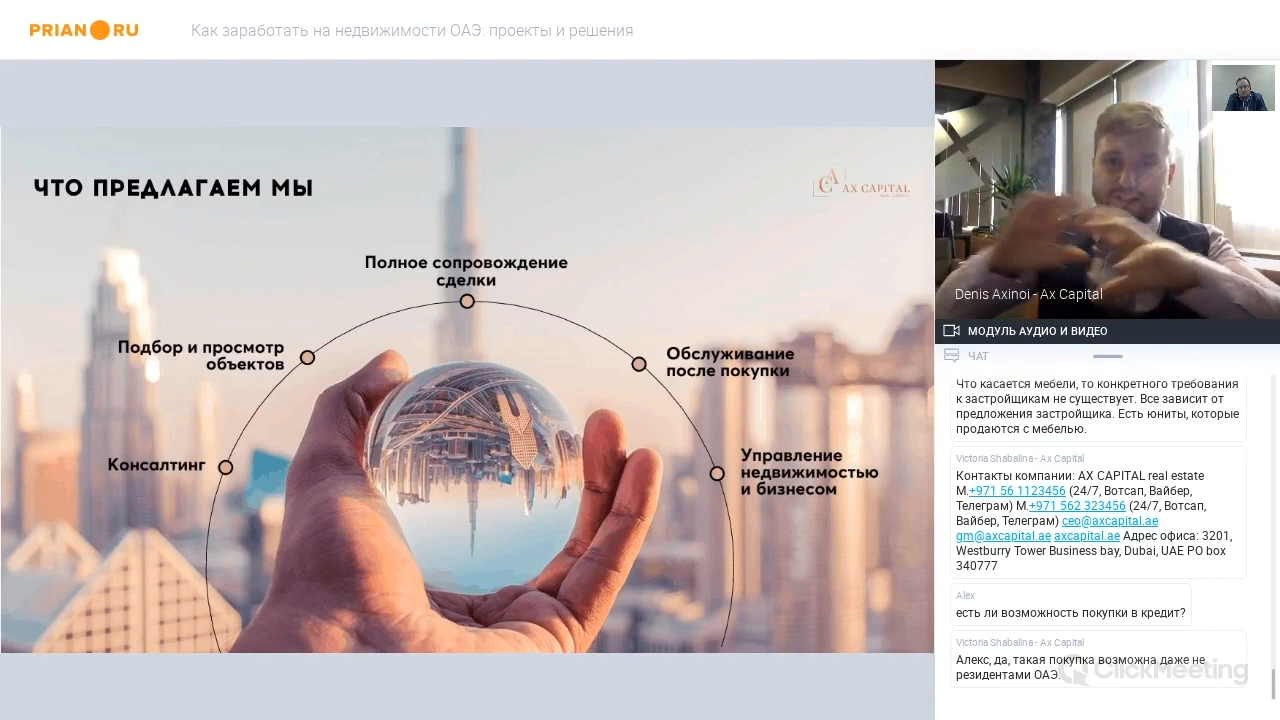 PRIAN RU
Как заработать на недвижимости ОАЭ: проекты и решения
ЧТО ПРЕДЛАГАЕМ МЫ
AX CAPITAL
Полное сопровождение
сделки
Подбор и просмотр
объектов
Обслуживание
после покупки
Консалтинг
Управление
недвижимостью
и бизнесом
Denis Axinoi - Ax Capital
МОДУЛЬ АУДИО И ВИДЕО
ЧАТ
Что касается мебели, то конкретного требования
к застройщикам не существует. Все зависит от
предложения застройщика. Есть юниты, которые
продаются с мебелью.
Victoria Shabalina - Ax Capital
Контакты компании: AX CAPITAL real estate
М.+971 56 1123456 (24/7, Вотсап, Вайбер,
Телеграм) М.+971 562 323456 (24/7, Вотсап,
Вайбер, Телеграм) ceo@axcapital.ae
gm@axcapital.ae axcapital.ae Адрес офиса: 3201,
Westburry Tower Business bay, Dubai, UAE PO box
340777
Alex
есть ли возможность покупки в кредит?
Victoria Shabalina - Ax Capital
Алекс, да, такая покупка возможна даже не
резидентами ОАЭ.
ClickMeeting